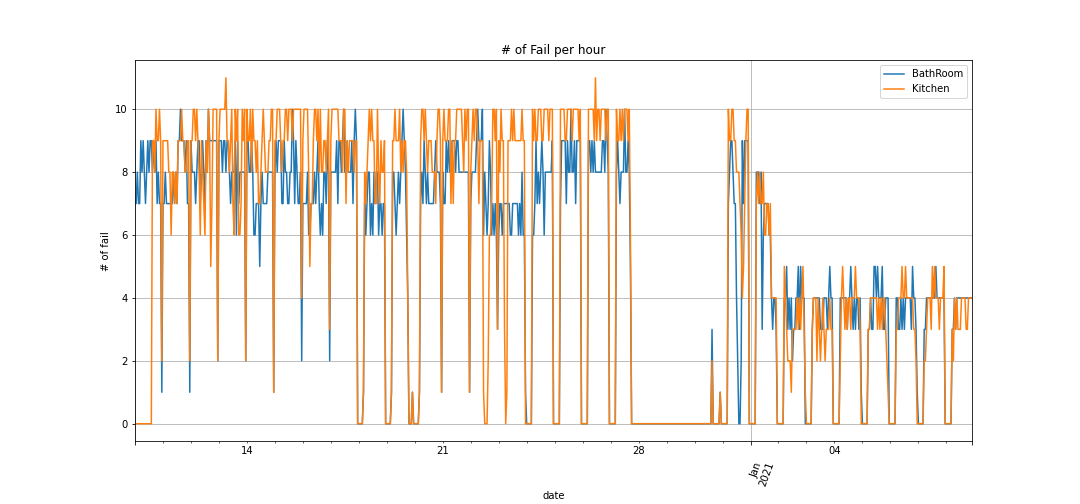 # of Fail per hour
BathRoom
Kitchen
# of fail
10
8
6
4
2
0
14
21
28
Jan
2021
04
date